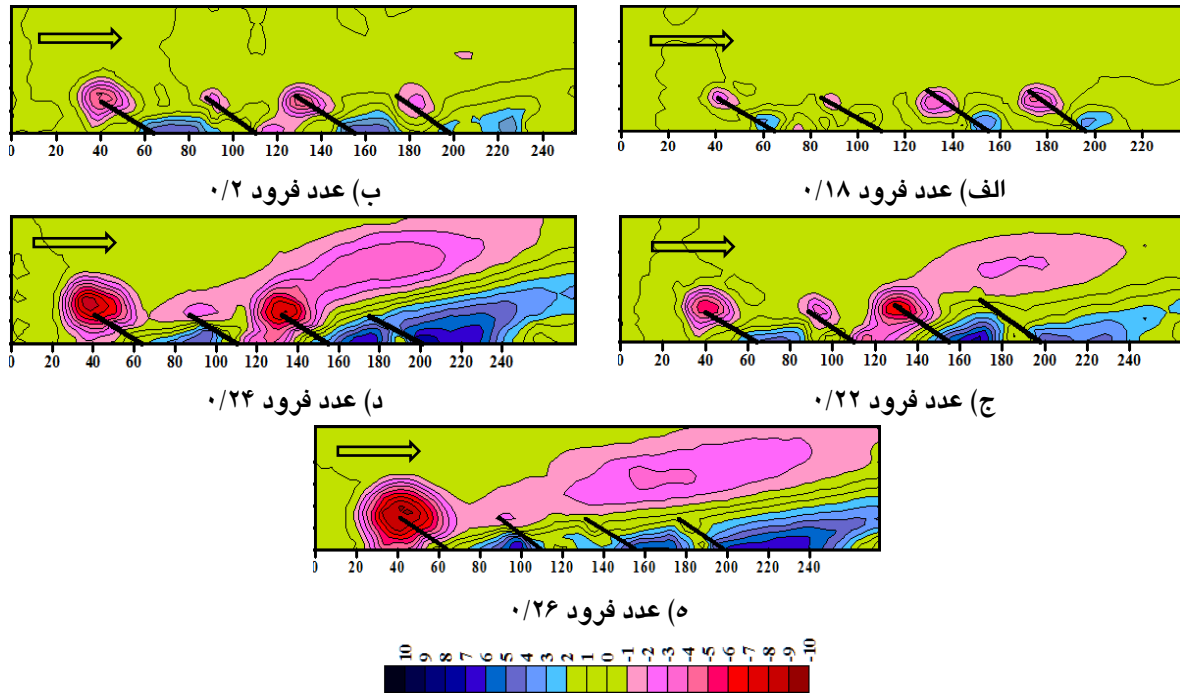 0 20 40 60 80 100 120 140 160 180 200 220 240
0 20 40 60 80 100 120 140 160 180 200 220
ب) عدد فرود ۰/۲
الف) عدد فرود ۰/۱۸
0 20 40 60 80 100 120 140 160 180 200 220 240
0 20 40 60 80 100 120 140 160 180 200 220 240
د) عدد فرود ۰/۲۴
ج) عدد فرود ۰/۲۲
0 20 40 60 80 100 120 140 160 180 200 220 240
ه) عدد فرود ۰/۲۶
10 9 8 7 6 5 4 3 2 1 0 -1 -2 -3 -4 -5 -6 -7 -8 -9 -10